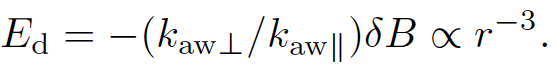 E_d = −(k_{aw⊥}/k_{aw∥})δB ∝ r^{−3}.